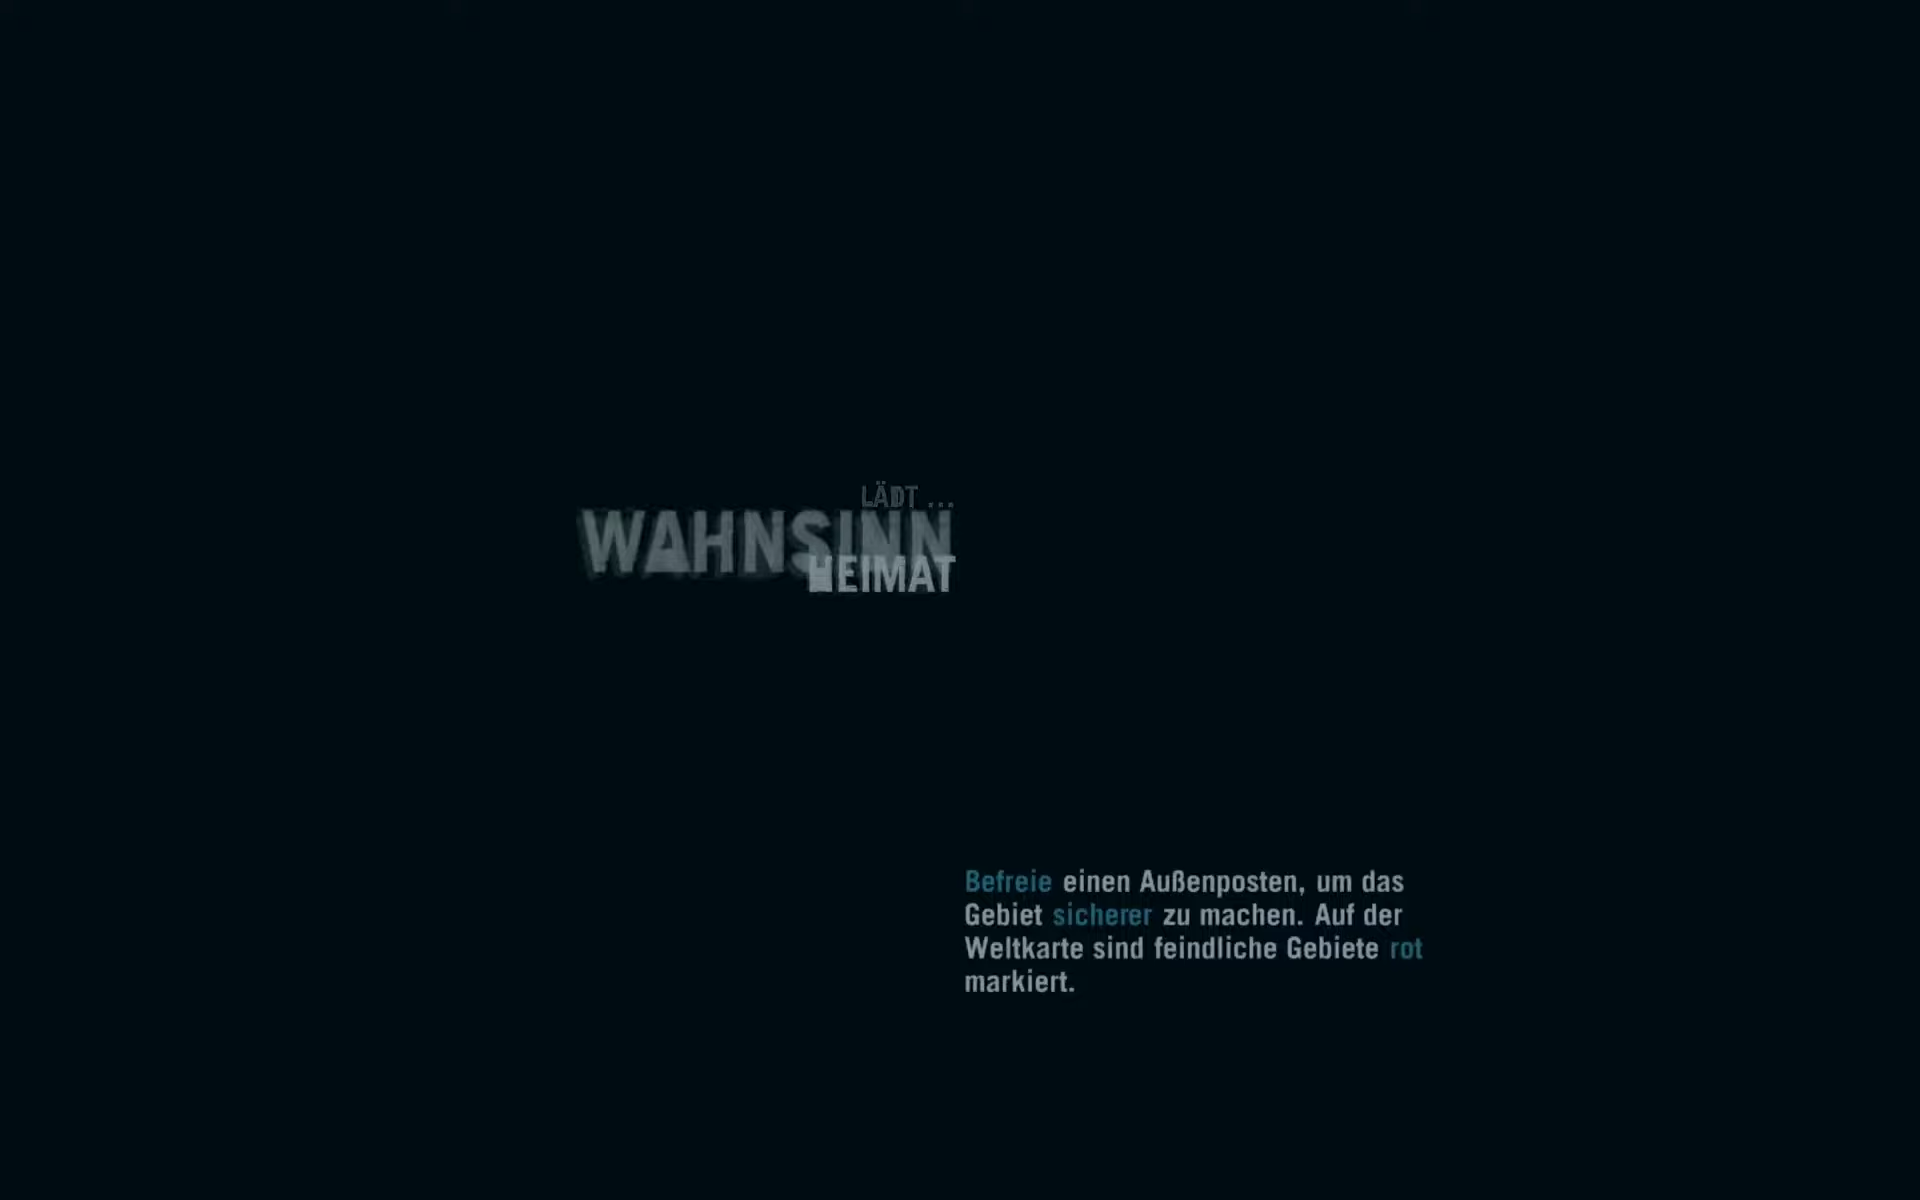 LÄDT ...
WAHNSINN
HEIMAT
Befreie einen Außenposten, um das
Gebiet sicherer zu machen. Auf der
Weltkarte sind feindliche Gebiete rot
markiert.